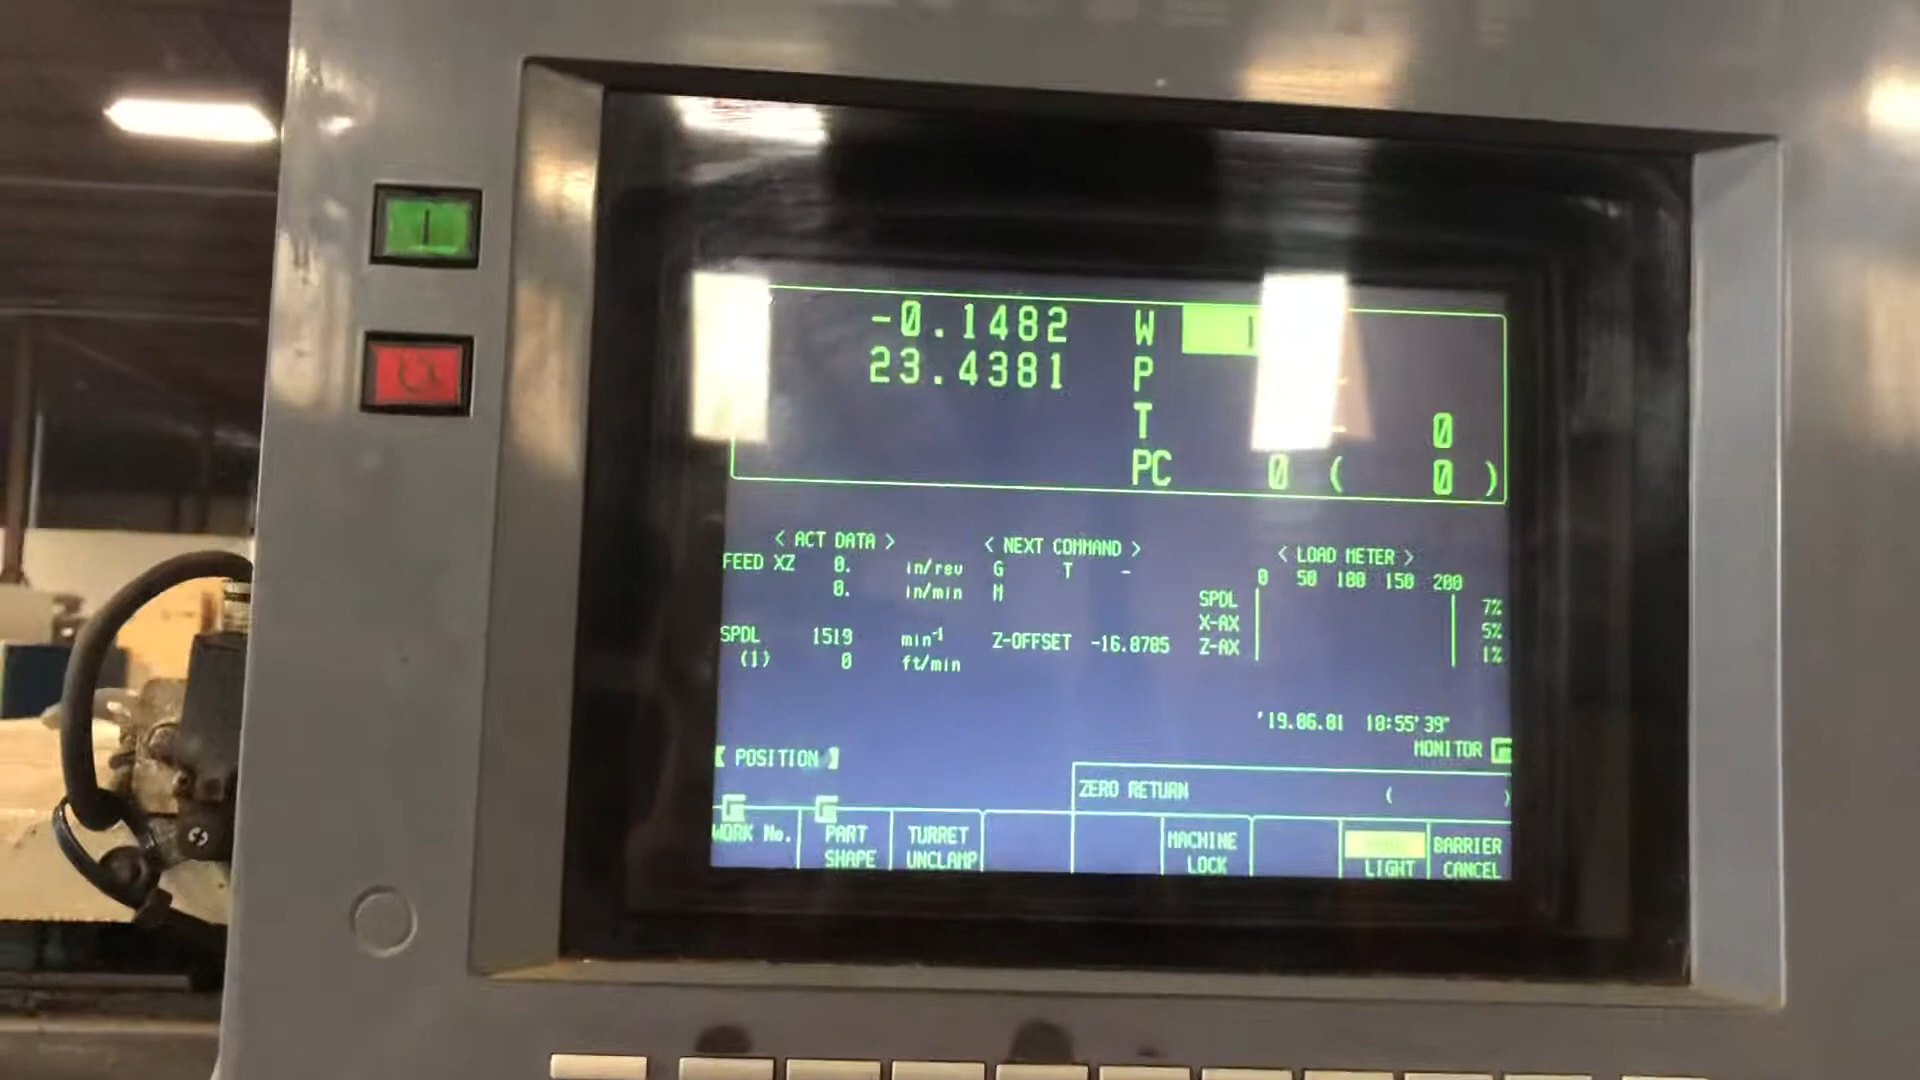 -0.1482 W
23.4381 P
T 0
PC 0 ( 0 )
< ACT DATA > < NEXT COMMAND > < LOAD METER >
0 50 100 150 200
FEED XZ 0. in/rev G T -
0. in/min M
SPDL 7%
X-AX 5%
Z-AX 1%
SPDL 1519 min⁻¹ Z-OFFSET -16.8785
(1) 0 ft/min
'19.06.01 18:55'39"
MONITOR
【 POSITION 】
ZERO RETURN ( )
WORK No. PART SHAPE TURRET UNCLAMP MACHINE LOCK LIGHT BARRIER CANCEL